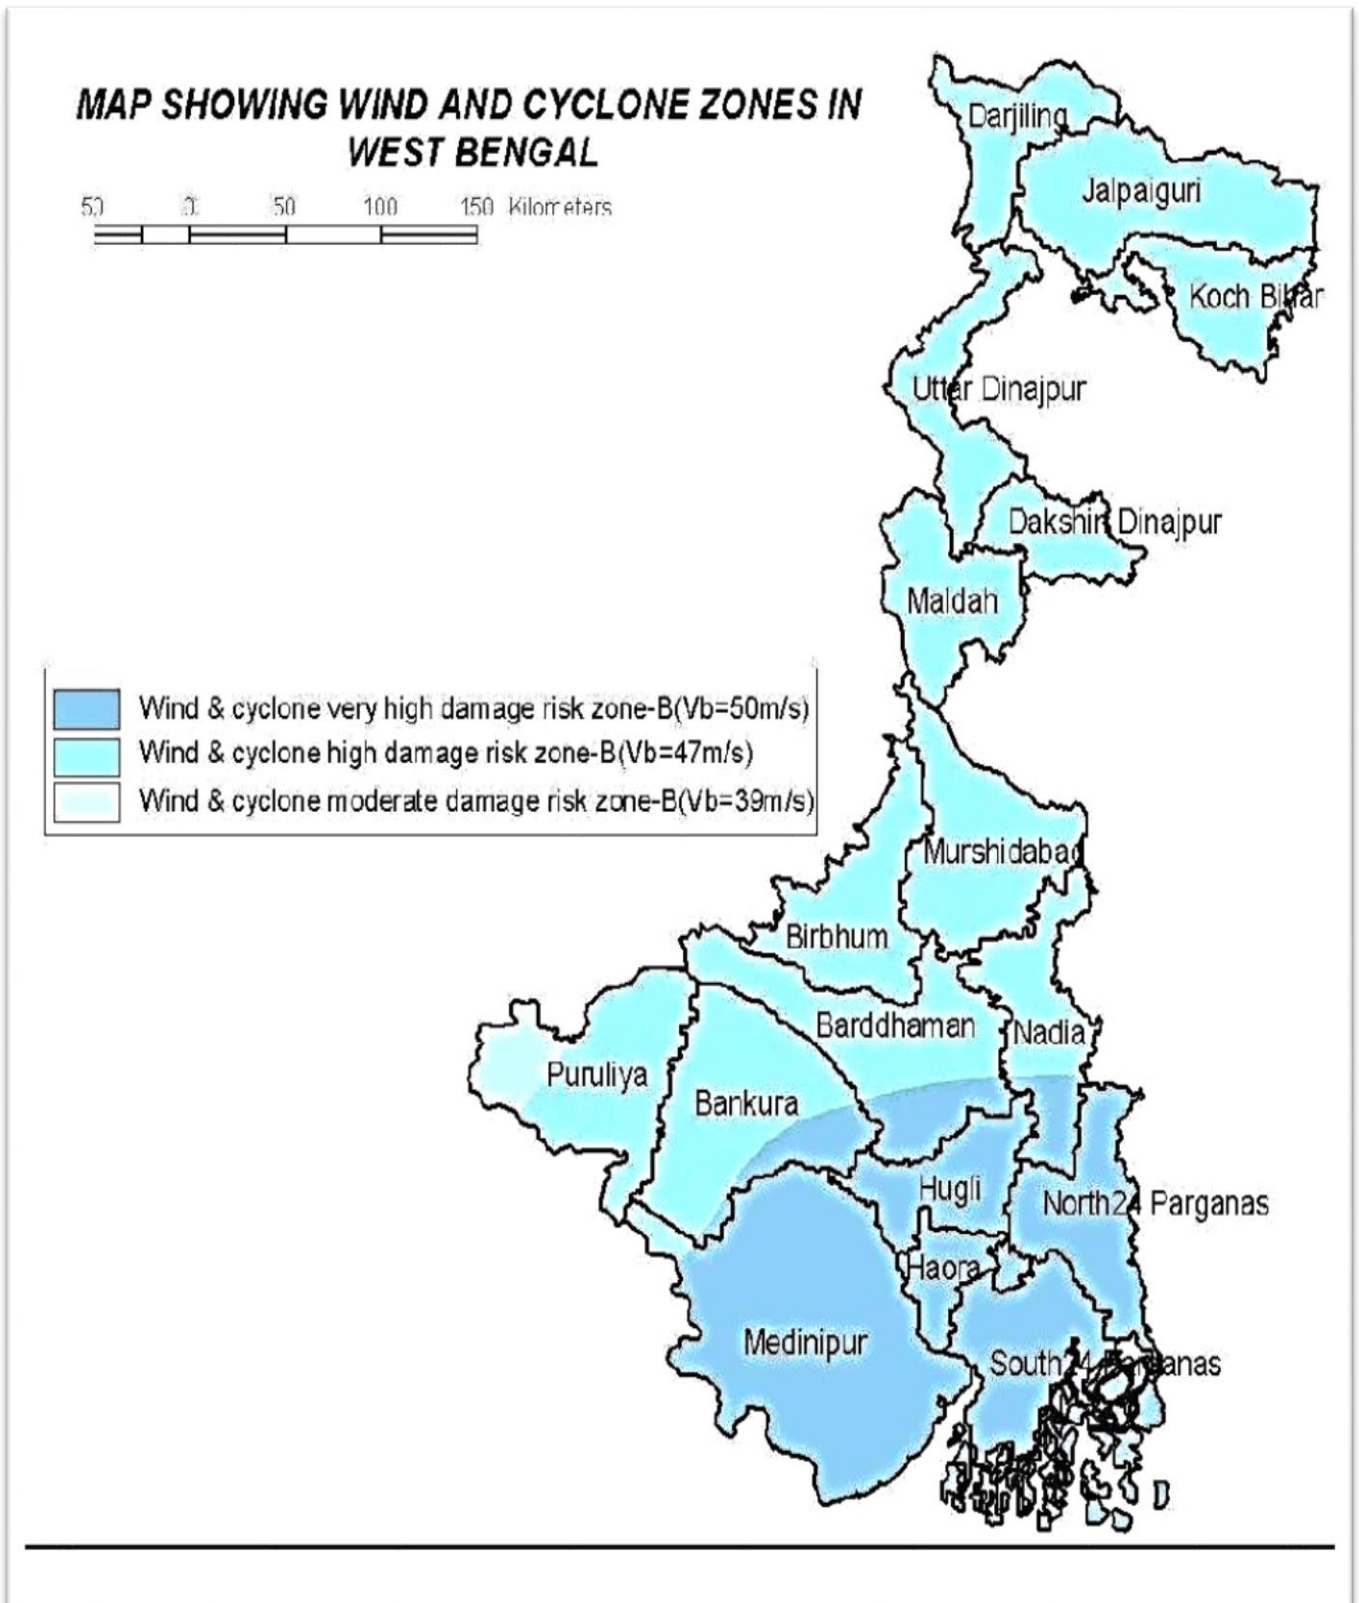 MAP SHOWING WIND AND CYCLONE ZONES IN
WEST BENGAL
50 0 50 100 150 Kilometers
Darjiling
Jalpaiguri
Koch Bihar
Uttar Dinajpur
Dakshin Dinajpur
Maldah
Wind & cyclone very high damage risk zone-B(Vb=50m/s)
Wind & cyclone high damage risk zone-B(Vb=47m/s)
Wind & cyclone moderate damage risk zone-B(Vb=39m/s)
Murshidabad
Birbhum
Barddhaman
Nadia
Puruliya
Bankura
Hugli
North24 Parganas
Haora
Medinipur
South24 Parganas